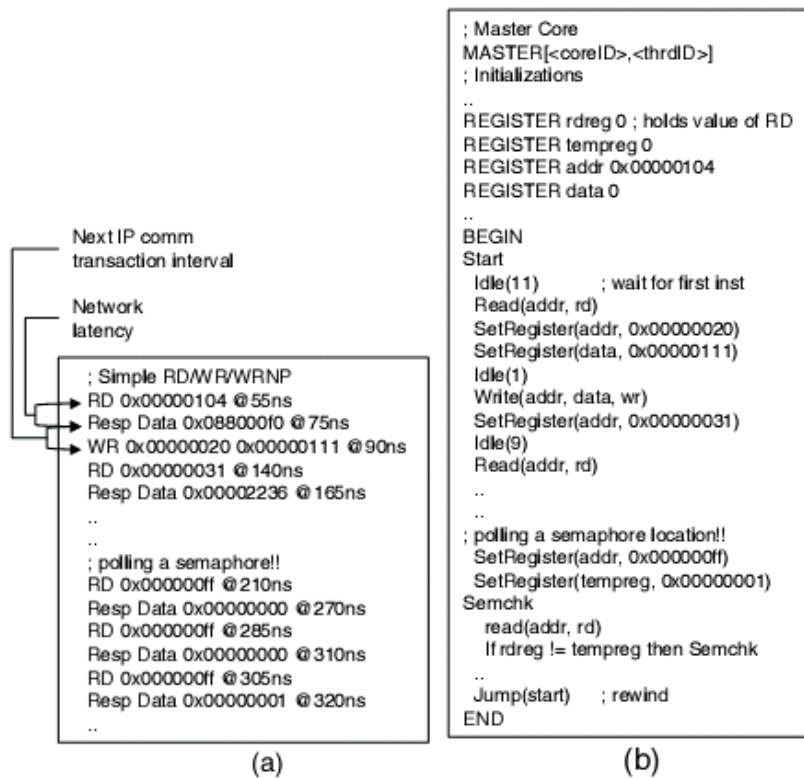 Next IP comm
transaction interval
Network
latency
; Simple RD/WR/WRNP
RD 0x00000104 @55ns
Resp Data 0x088000f0 @75ns
WR 0x00000020 0x00000111 @90ns
RD 0x00000031 @140ns
Resp Data 0x00002236 @165ns
..
..
; polling a semaphore!!
RD 0x000000ff @210ns
Resp Data 0x00000000 @270ns
RD 0x000000ff @285ns
Resp Data 0x00000000 @310ns
RD 0x000000ff @305ns
Resp Data 0x00000001 @320ns
..
(a)
; Master Core
MASTER[<coreID>,<thrdID>]
; Initializations
..
REGISTER rdreg 0 ; holds value of RD
REGISTER tempreg 0
REGISTER addr 0x00000104
REGISTER data 0
..
BEGIN
Start
Idle(11) ; wait for first inst
Read(addr, rd)
SetRegister(addr, 0x00000020)
SetRegister(data, 0x00000111)
Idle(1)
Write(addr, data, wr)
SetRegister(addr, 0x00000031)
Idle(9)
Read(addr, rd)
..
..
; polling a semaphore location!!
SetRegister(addr, 0x000000ff)
SetRegister(tempreg, 0x00000001)
Semchk
read(addr, rd)
If rdreg != tempreg then Semchk
..
Jump(start) ; rewind
END
(b)